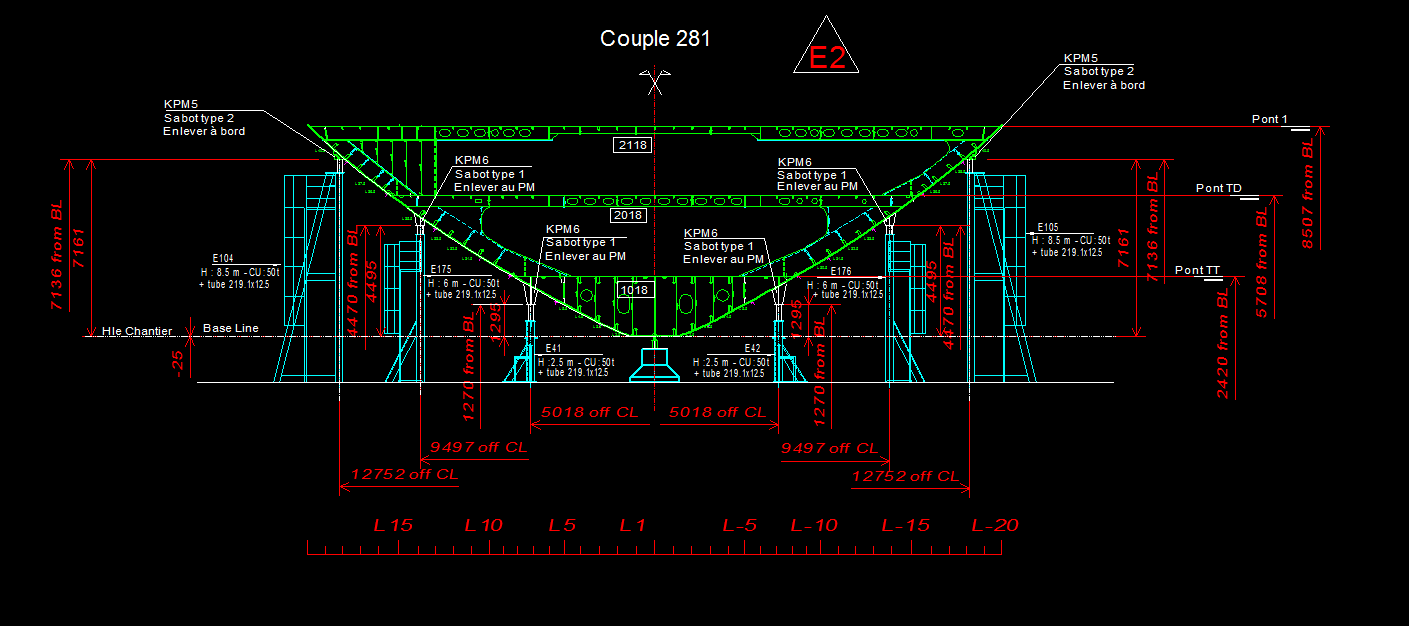 Couple 281
E2
KPM5
Sabot type 2
Enlever à bord
KPM5
Sabot type 2
Enlever à bord
Pont 1
2118
KPM6
Sabot type 1
Enlever au PM
KPM6
Sabot type 1
Enlever au PM
Pont TD
2018
KPM6
Sabot type 1
Enlever au PM
KPM6
Sabot type 1
Enlever au PM
E104
H : 8.5 m - CU : 50t
+ tube 219.1x12.5
E105
H : 8.5 m - CU : 50t
+ tube 219.1x12.5
E175
H : 6 m - CU : 50t
+ tube 219.1x12.5
E176
H : 6 m - CU : 50t
+ tube 219.1x12.5
Pont TT
1018
7136 from BL
7161
4470 from BL
4495
1270 from BL
1295
1295
1270 from BL
4495
4470 from BL
7161
7136 from BL
2420 from BL
5708 from BL
8507 from BL
Hle Chantier
Base Line
-25
E41
H : 2.5 m - CU : 50t
+ tube 219.1x12.5
E42
H : 2.5 m - CU : 50t
+ tube 219.1x12.5
5018 off CL
5018 off CL
9497 off CL
9497 off CL
12752 off CL
12752 off CL
L 15
L 10
L 5
L 1
L -5
L -10
L -15
L -20